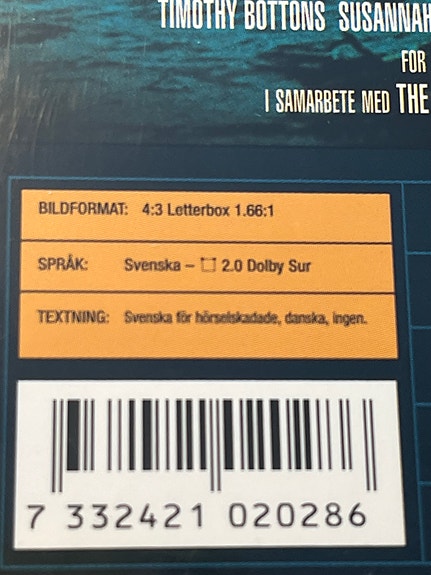 TIMOTHY BOTTONS SUSANNAH
FOR
I SAMARBETE MED THE
BILDFORMAT: 4:3 Letterbox 1.66:1
SPRÅK: Svenska – 2.0 Dolby Sur
TEXTNING: Svenska för hörselskadade, danska, ingen.
7 332421 020286